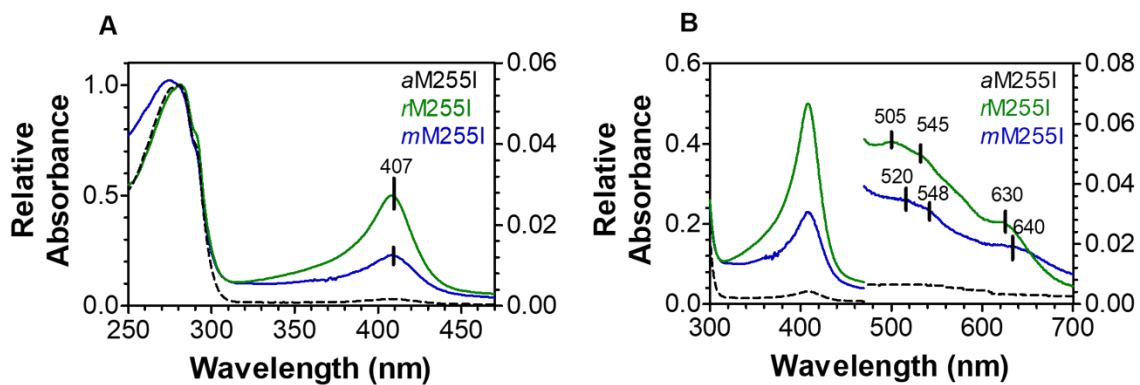 A
Relative
Absorbance
1.0
0.5
0.0
0.06
0.04
0.02
0.00
aM255I
rM255I
mM255I
407
250 300 350 400 450
Wavelength (nm)
B
Relative
Absorbance
0.6
0.4
0.2
0.0
0.08
0.06
0.04
0.02
0.00
aM255I
rM255I
mM255I
505 545
520 548 630
640
300 400 500 600 700
Wavelength (nm)